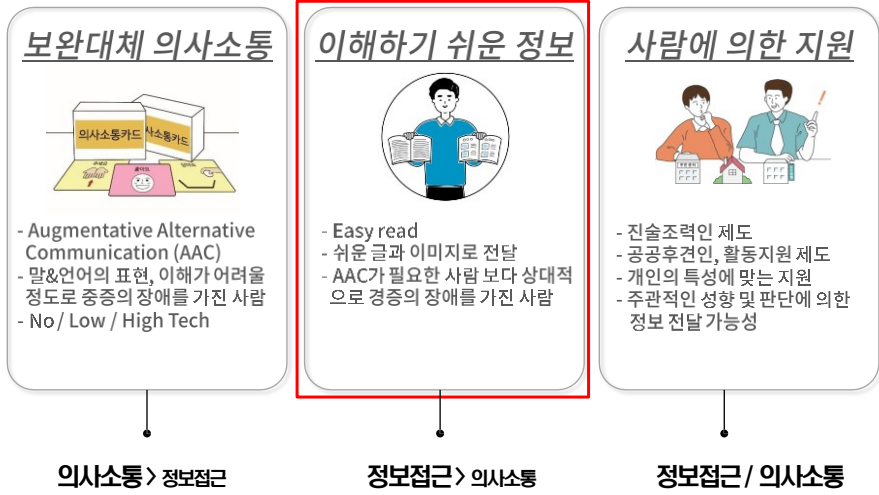 보완대체 의사소통
의사소통카드
사소통카드
좋아요
- Augmentative Alternative
Communication (AAC)
- 말&언어의 표현, 이해가 어려울
정도로 중증의 장애를 가진 사람
- No / Low / High Tech
의사소통 > 정보접근
이해하기 쉬운 정보
- Easy read
- 쉬운 글과 이미지로 전달
- AAC가 필요한 사람 보다 상대적
으로 경증의 장애를 가진 사람
정보접근 > 의사소통
사람에 의한 지원
- 진술조력인 제도
- 공공후견인, 활동지원 제도
- 개인의 특성에 맞는 지원
- 주관적인 성향 및 판단에 의한
정보 전달 가능성
정보접근 / 의사소통